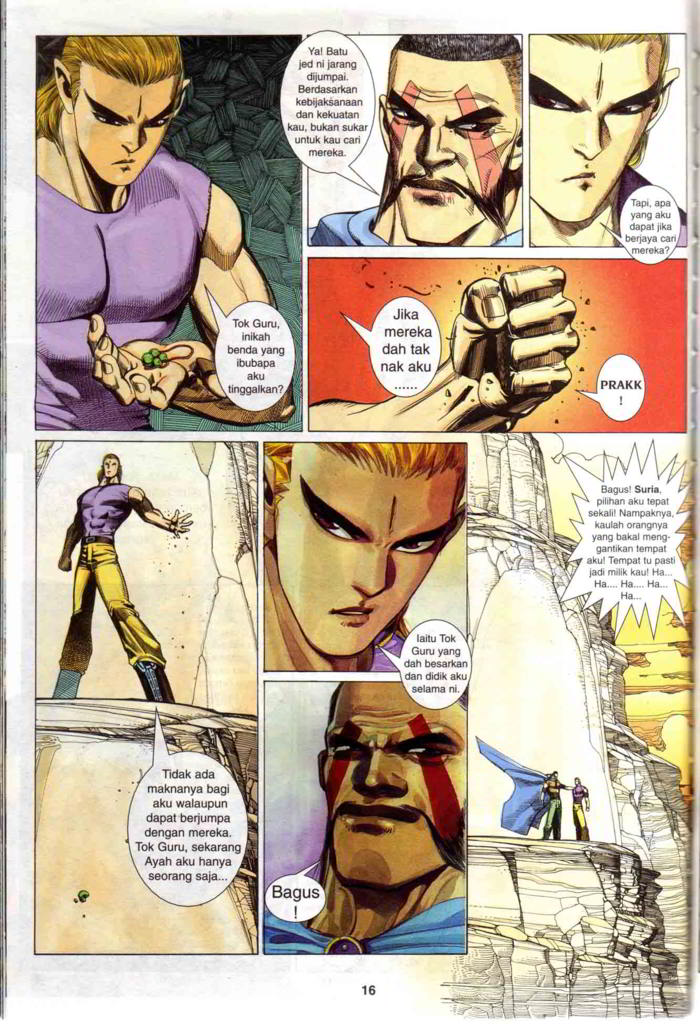 Tok Guru,
inikah
benda yang
ibubapa
aku
tinggalkan?
Ya! Batu
jed ni jarang
dijumpai.
Berdasarkan
kebijaksanaan
dan kekuatan
kau, bukan sukar
untuk kau cari
mereka.
Tapi, apa
yang aku
dapat jika
berjaya cari
mereka?
Jika
mereka
dah tak
nak aku
......
PRAKK
!
Tidak ada
maknanya bagi
aku walaupun
dapat berjumpa
dengan mereka.
Tok Guru, sekarang
Ayah aku hanya
seorang saja...
Iaitu Tok
Guru yang
dah besarkan
dan didik aku
selama ni.
Bagus
!
Bagus! Suria,
pilihan aku tepat
sekali! Nampaknya,
kaulah orangnya
yang bakal meng-
gantikan tempat
aku! Tempat tu pasti
jadi milik kau! Ha...
Ha.... Ha.... Ha...
Ha...
16